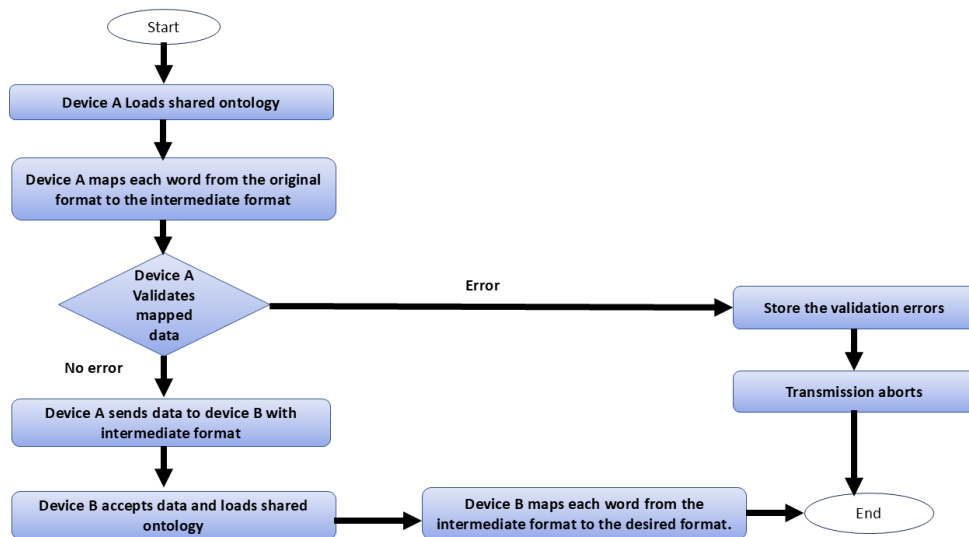 Start
Device A Loads shared ontology
Device A maps each word from the original
format to the intermediate format
Device A
Validates
mapped
data
Error
Store the validation errors
No error
Transmission aborts
Device A sends data to device B with
intermediate format
Device B accepts data and loads shared
ontology
Device B maps each word from the
intermediate format to the desired format.
End